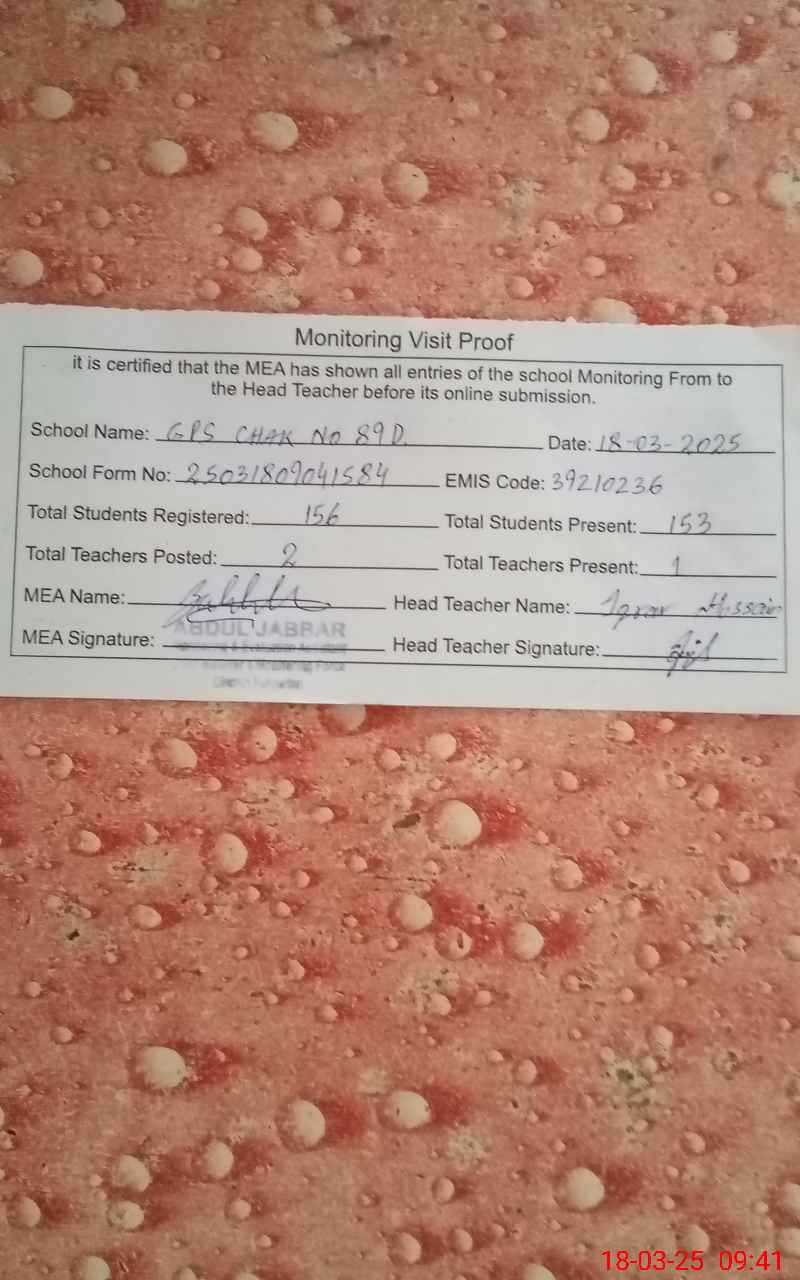 Monitoring Visit Proof
it is certified that the MEA has shown all entries of the school Monitoring From to
the Head Teacher before its online submission.
School Name: GPS CHAK NO 89D. Date: 18-03-2025
School Form No: 25031809041584 EMIS Code: 39210236
Total Students Registered: 156 Total Students Present: 153
Total Teachers Posted: 2 Total Teachers Present: 1
MEA Name: Head Teacher Name: Hussain
ABDUL JABRAR
MEA Signature: Head Teacher Signature:
18-03-25 09:41